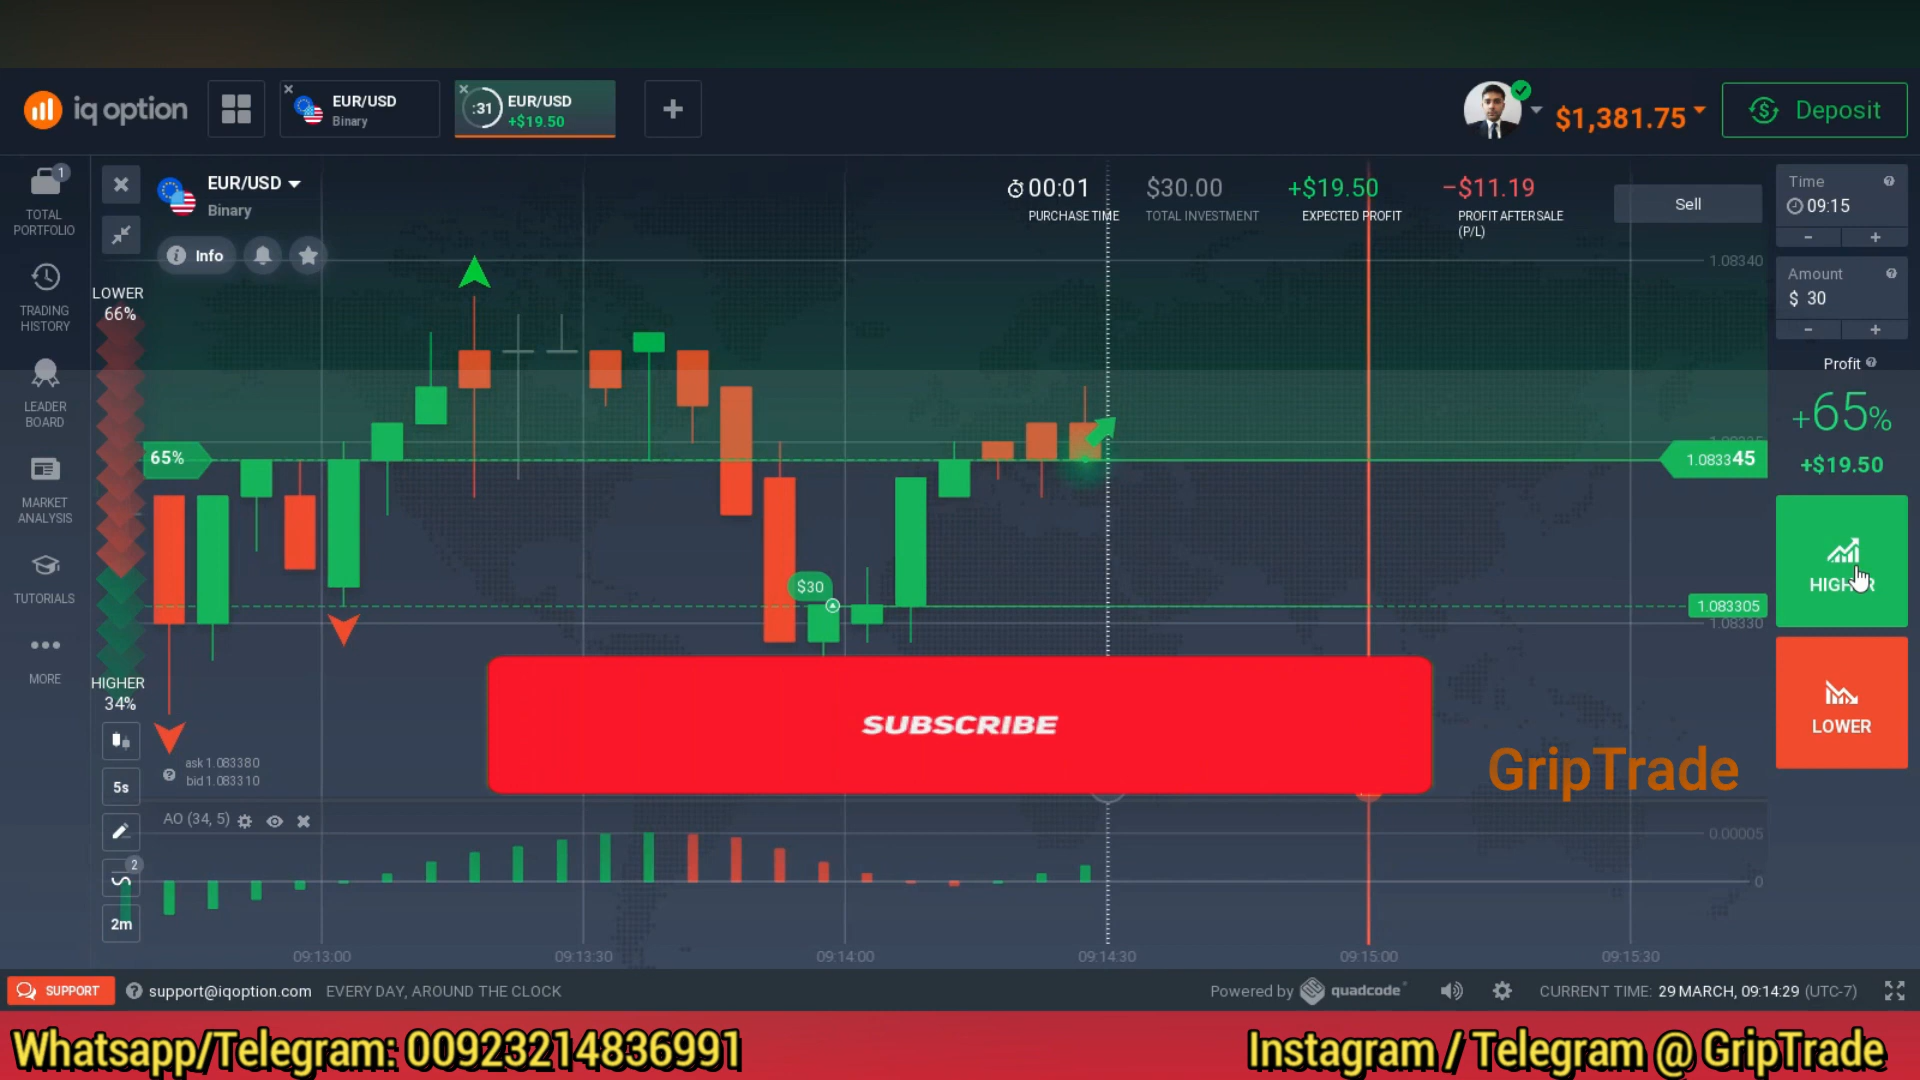 iq option
EUR/USD
Binary
:31
EUR/USD
+$19.50
$1,381.75
Deposit
1
TOTAL
PORTFOLIO
TRADING
HISTORY
LEADER
BOARD
MARKET
ANALYSIS
TUTORIALS
MORE
EUR/USD
Binary
Info
00:01
PURCHASE TIME
$30.00
TOTAL INVESTMENT
+$19.50
EXPECTED PROFIT
−$11.19
PROFIT AFTER SALE
(P/L)
Sell
Time
09:15
- +
Amount
$ 30
- +
Profit
+65%
+$19.50
HIGHER
LOWER
LOWER
66%
65%
HIGHER
34%
1.08340
1.083345
1.083305
1.08330
$30
SUBSCRIBE
GripTrade
ask 1.083380
bid 1.083310
5s
2
2m
AO (34, 5)
0.00005
0
09:13:00
09:13:30
09:14:00
09:14:30
09:15:00
09:15:30
SUPPORT
support@iqoption.com
EVERY DAY, AROUND THE CLOCK
Powered by quadcode
CURRENT TIME: 29 MARCH, 09:14:29 (UTC-7)
Whatsapp/Telegram: 00923214836991
Instagram / Telegram @ GripTrade